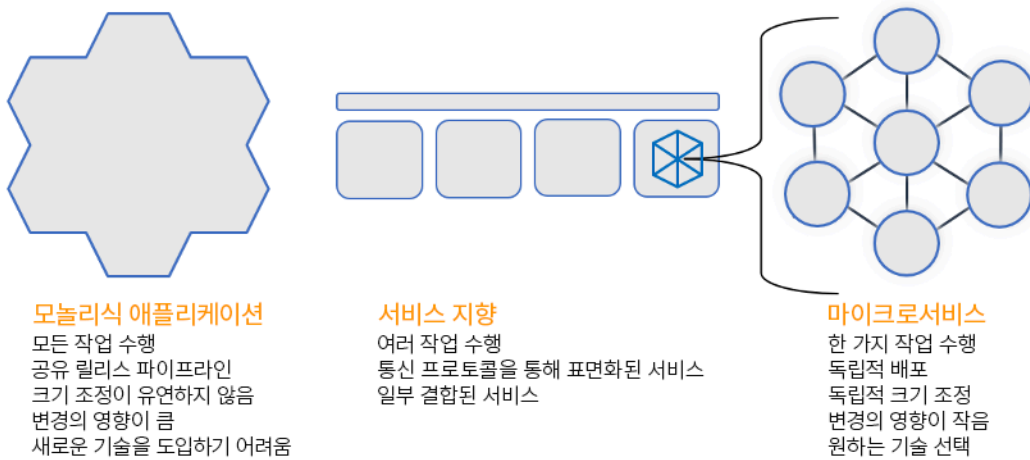 모놀리식 애플리케이션
모든 작업 수행
공유 릴리스 파이프라인
크기 조정이 유연하지 않음
변경의 영향이 큼
새로운 기술을 도입하기 어려움
서비스 지향
여러 작업 수행
통신 프로토콜을 통해 표면화된 서비스
일부 결합된 서비스
마이크로서비스
한 가지 작업 수행
독립적 배포
독립적 크기 조정
변경의 영향이 작음
원하는 기술 선택